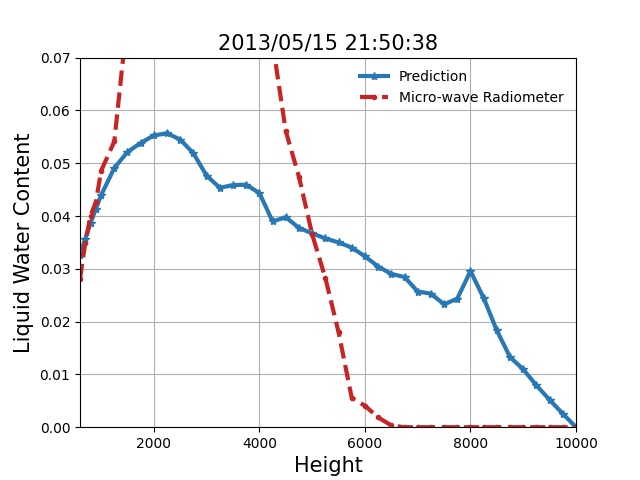 2013/05/15 21:50:38
Prediction
Micro-wave Radiometer
Liquid Water Content
0.07
0.06
0.05
0.04
0.03
0.02
0.01
0.00
2000 4000 6000 8000 10000
Height